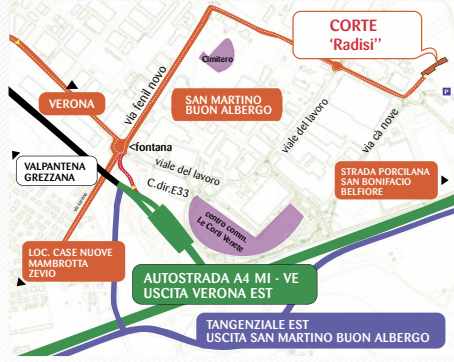 CORTE
'Radisi''
Cimitero
via fenil novo
VERONA
SAN MARTINO
BUON ALBERGO
viale del lavoro
via cà nove
P
<fontana
VALPANTENA
GREZZANA
viale del lavoro
C.dir.E33
STRADA PORCILANA
SAN BONIFACIO
BELFIORE
centro comm.
Le Corti Venete
LOC. CASE NUOVE
MAMBROTTA
ZEVIO
AUTOSTRADA A4 MI - VE
USCITA VERONA EST
TANGENZIALE EST
USCITA SAN MARTINO BUON ALBERGO